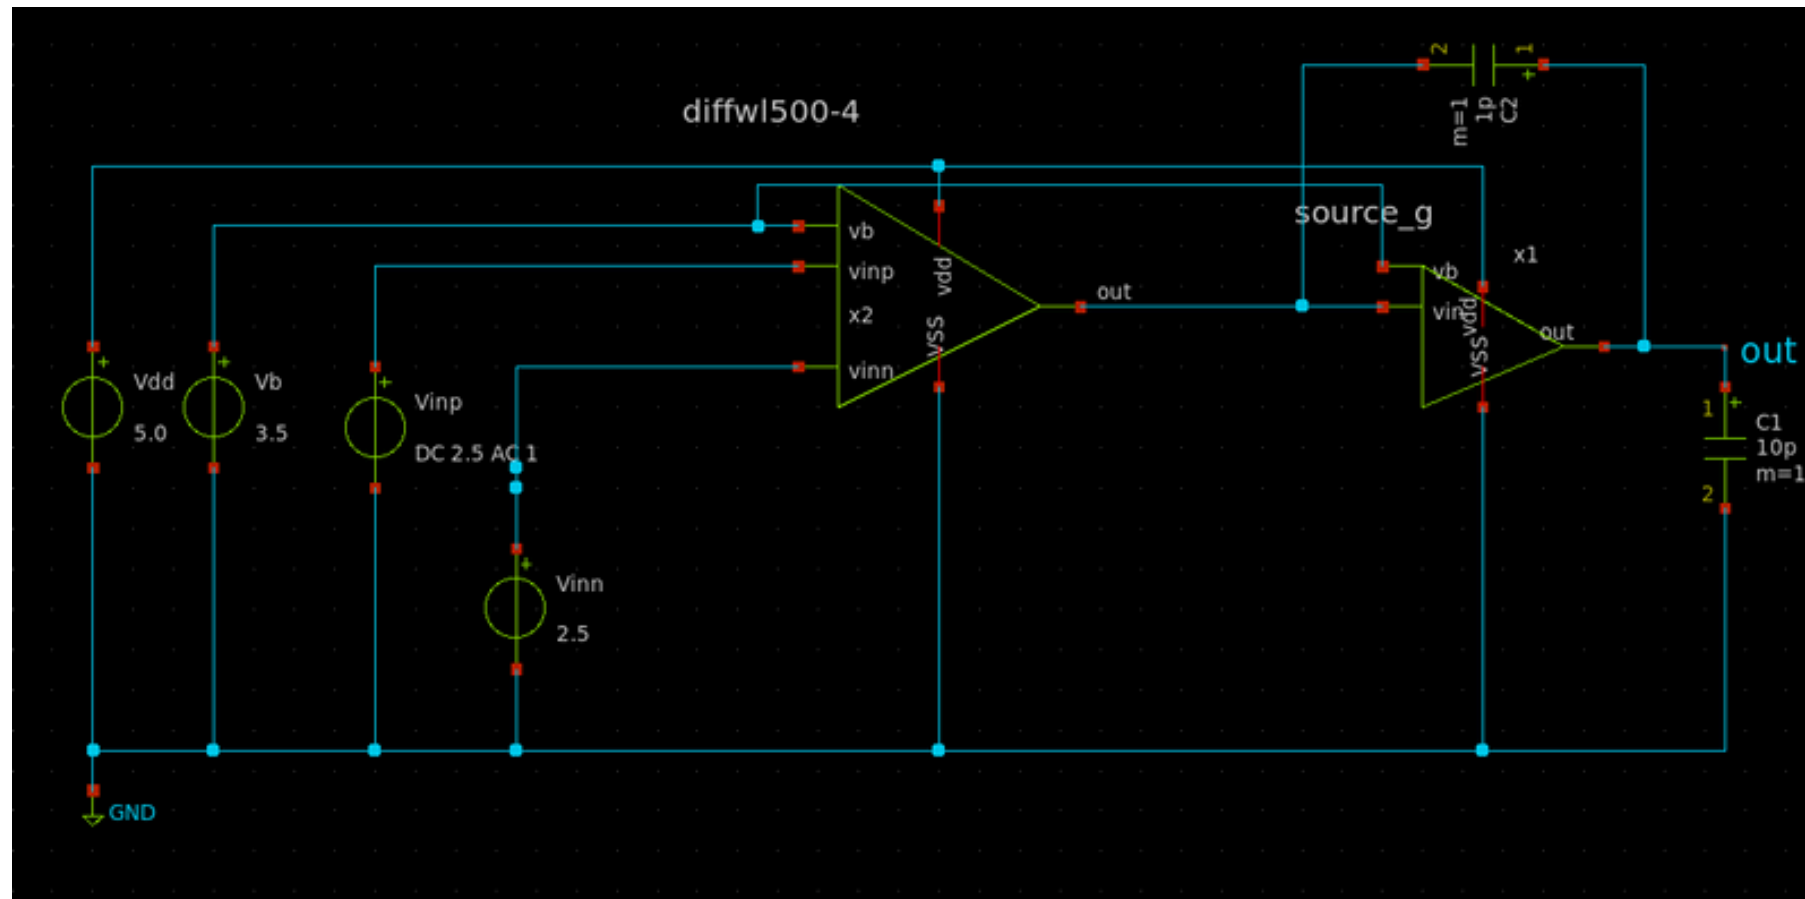 2
1
+
m=1
1p
C2
diffwl500-4
source_g
x1
vb
vinp
x2
vinn
vdd
vss
out
vb
vin
vdd
vss
out
out
+
Vdd
5.0
+
Vb
3.5
+
Vinp
DC 2.5 AC 1
+
Vinn
2.5
1
+
C1
10p
m=1
2
GND